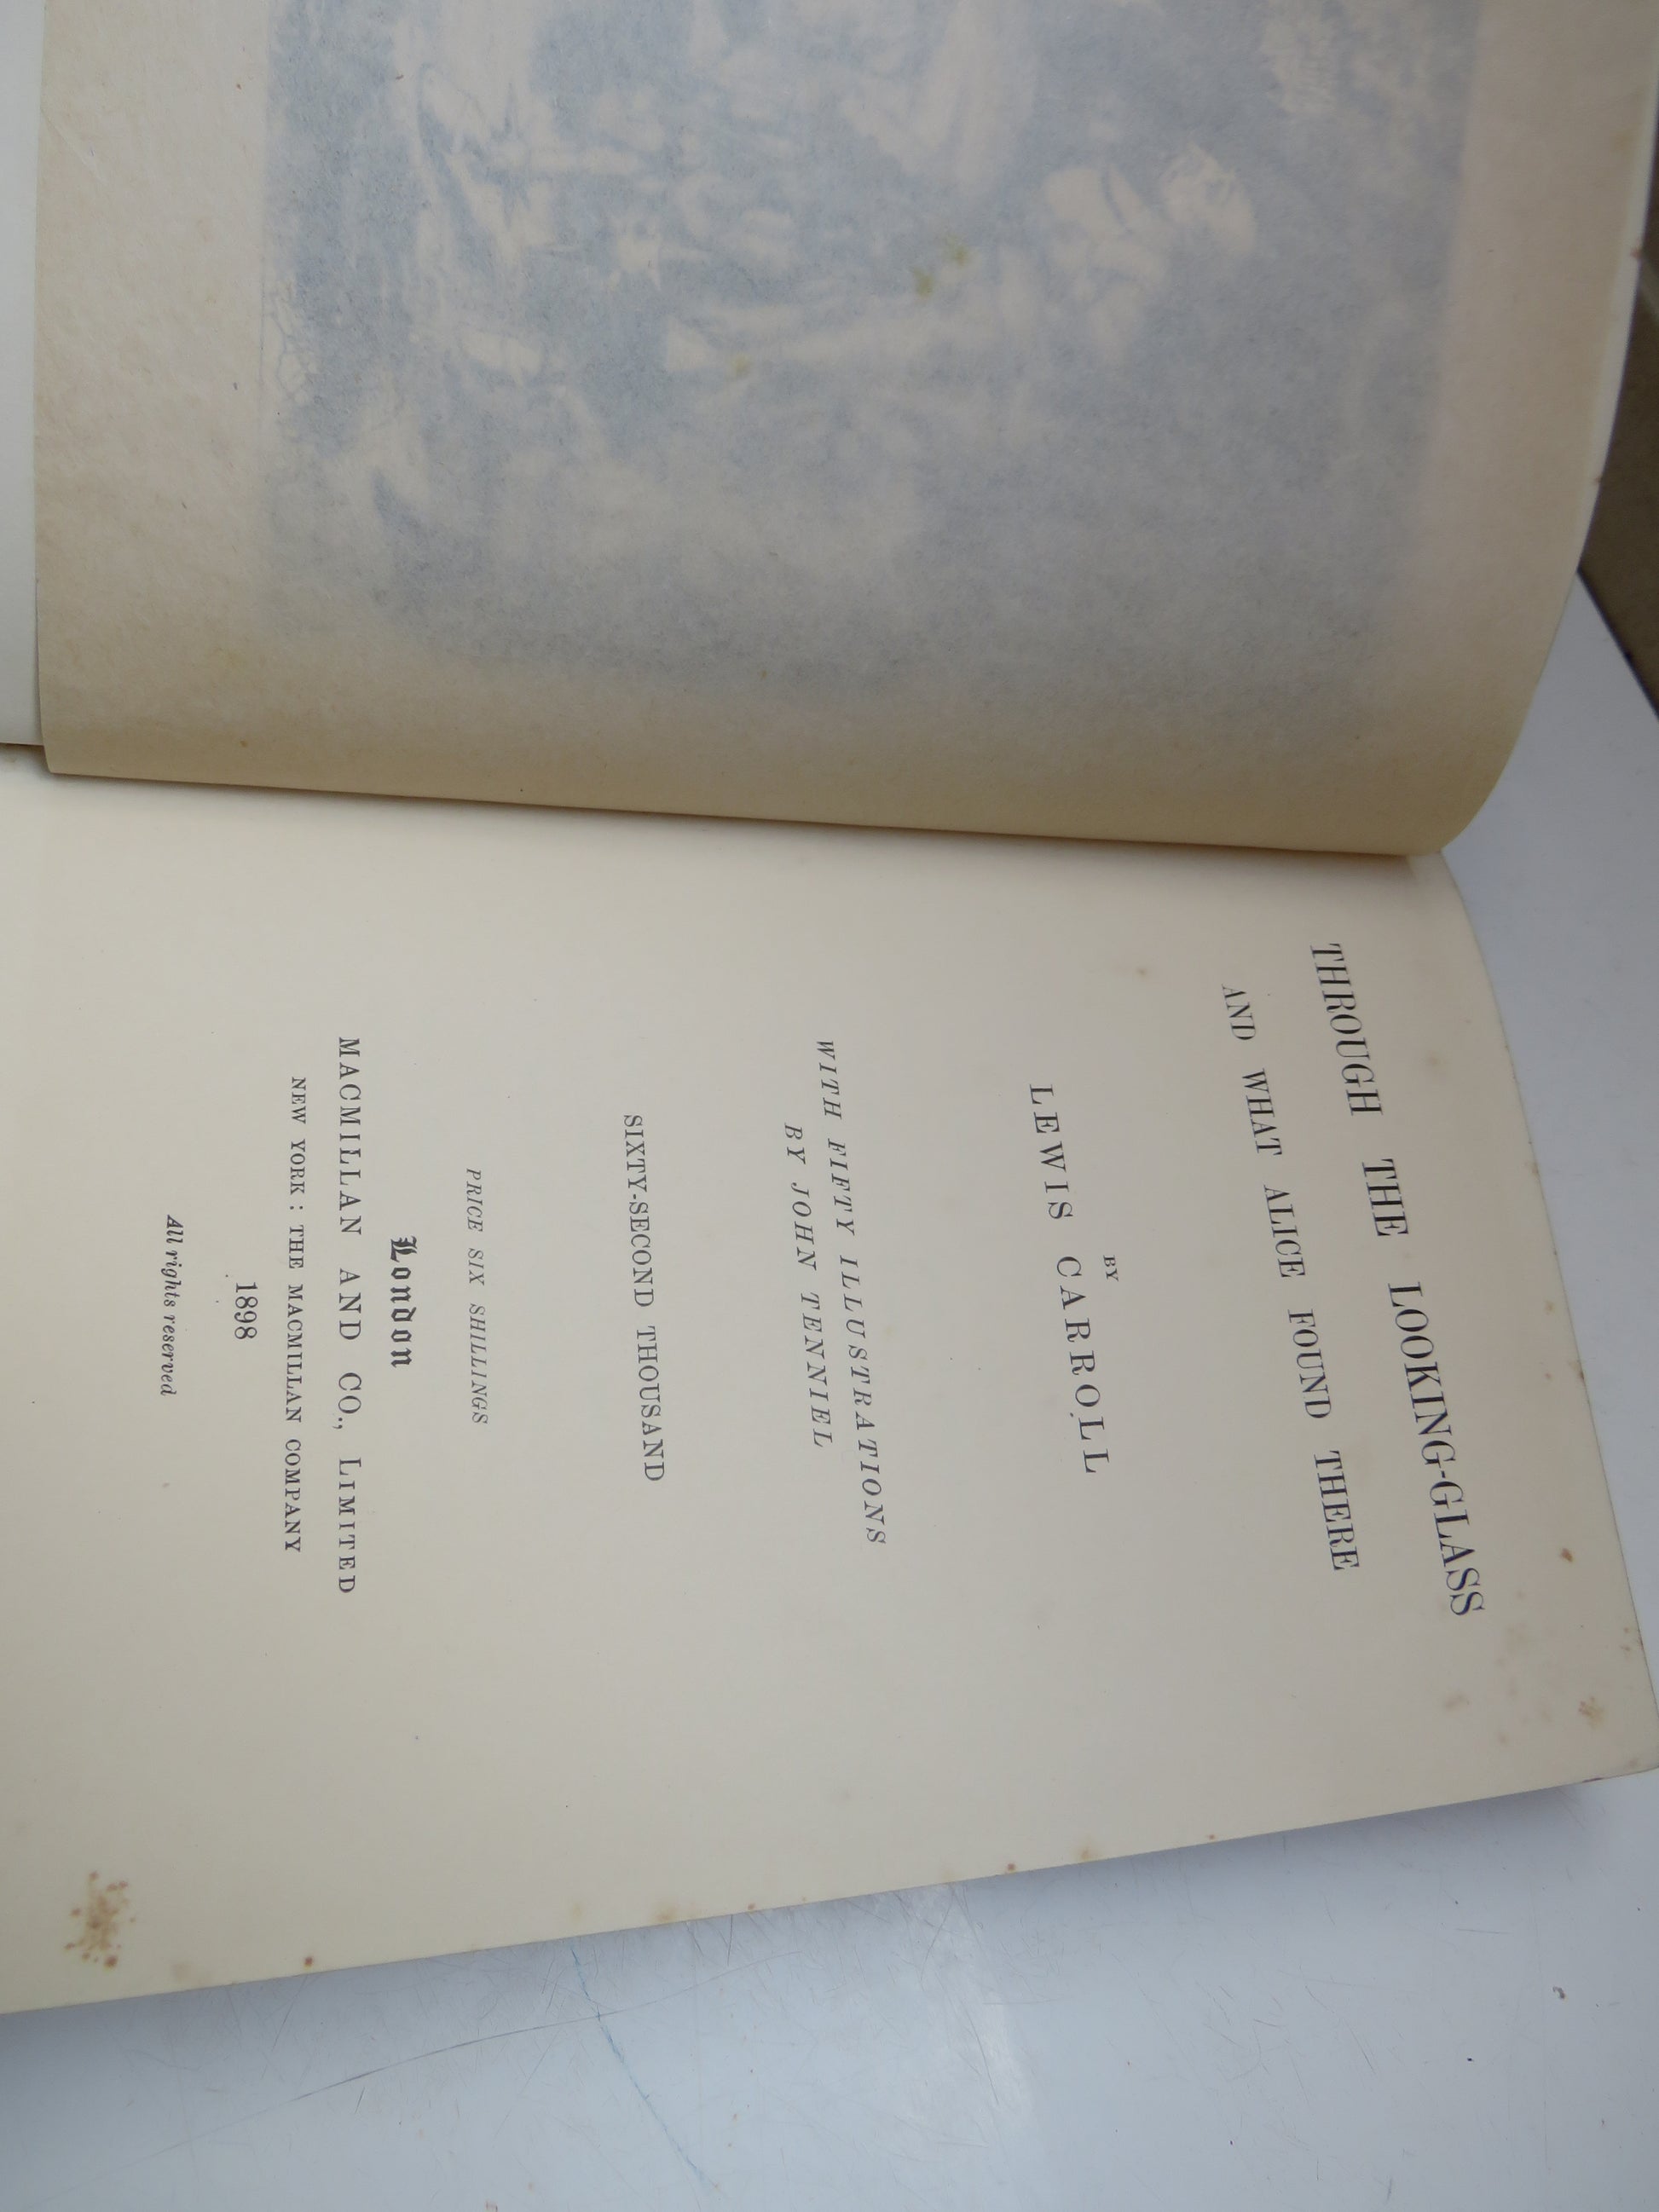 THROUGH THE LOOKING-GLASS
AND WHAT ALICE FOUND THERE
BY
LEWIS CARROLL
WITH FIFTY ILLUSTRATIONS
BY JOHN TENNIEL
SIXTY-SECOND THOUSAND
PRICE SIX SHILLINGS
London
MACMILLAN AND CO., LIMITED
NEW YORK : THE MACMILLAN COMPANY
1898
All rights reserved